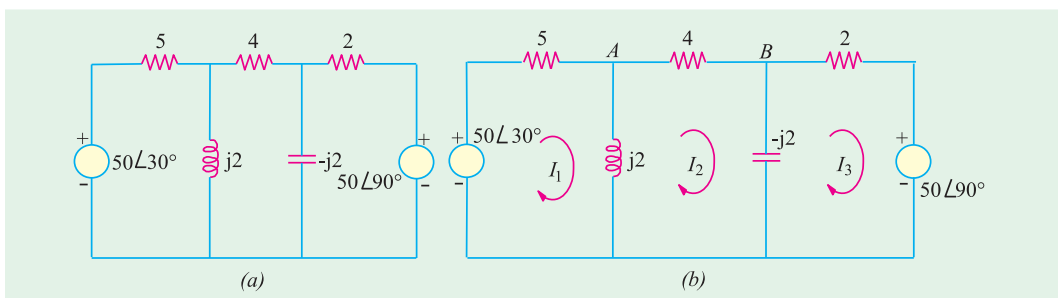 5 4 2
+ 50∠30° -
j2
-j2
+ 50∠90° -
(a)
5 A 4 B 2
+ 50∠30° -
I₁
j2
I₂
-j2
I₃
+ - 50∠90°
(b)